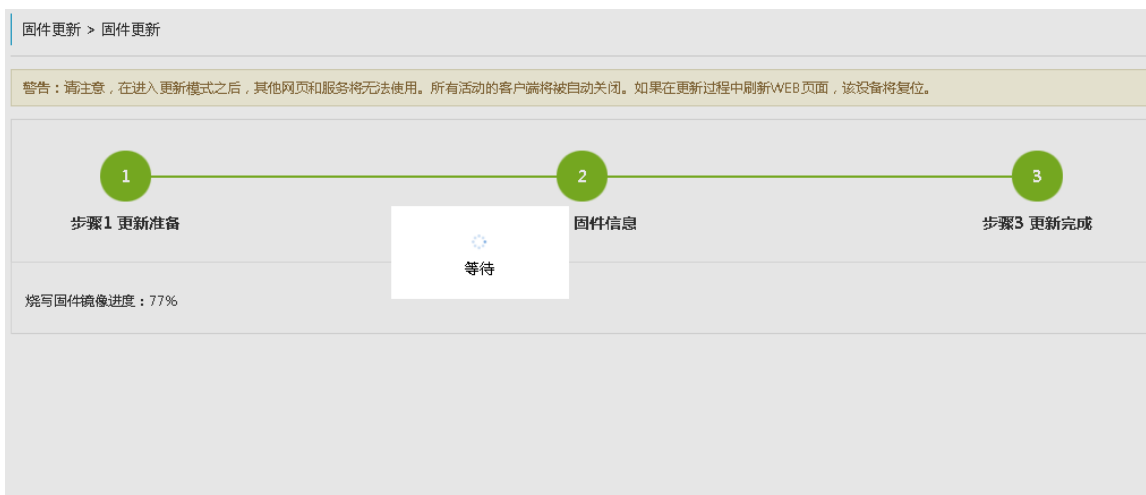 固件更新 > 固件更新
警告：请注意，在进入更新模式之后，其他网页和服务将无法使用。所有活动的客户端将被自动关闭。如果在更新过程中刷新WEB页面，该设备将复位。
1
2
3
步骤1 更新准备
固件信息
步骤3 更新完成
等待
烧写固件镜像进度：77%